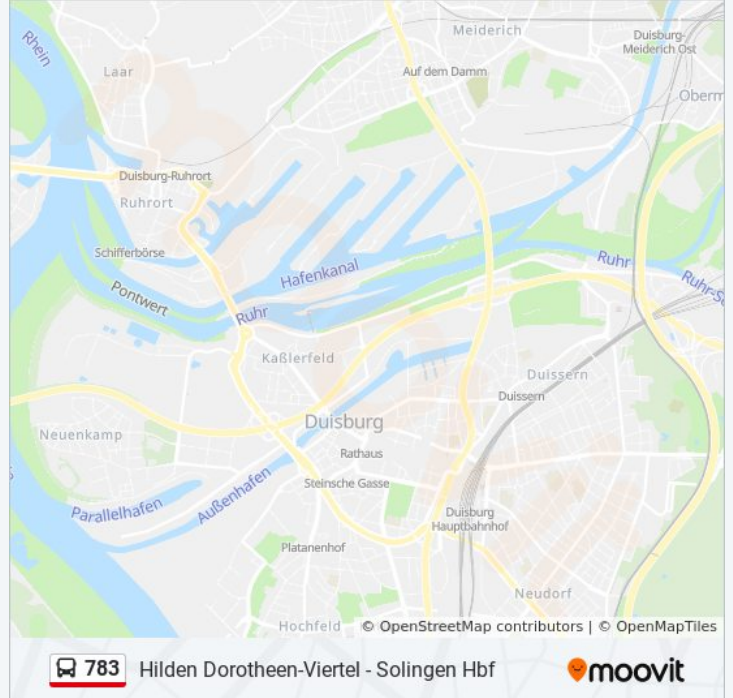 Rhein
Meiderich
Duisburg-
Meiderich Ost
Laar
Auf dem Damm
Oberm
Duisburg-Ruhrort
Ruhrort
Schifferbörse
Hafenkanal
Ruhr
Ruhr-S
Pontwert
Ruhr
Kaßlerfeld
Duissern
Duissern
Duisburg
Neuenkamp
Rathaus
Steinsche Gasse
Außenhafen
Parallelhafen
Duisburg
Hauptbahnhof
Platanenhof
Neudorf
Hochfeld
© OpenStreetMap contributors | © OpenMapTiles
783 Hilden Dorotheen-Viertel - Solingen Hbf
moovit